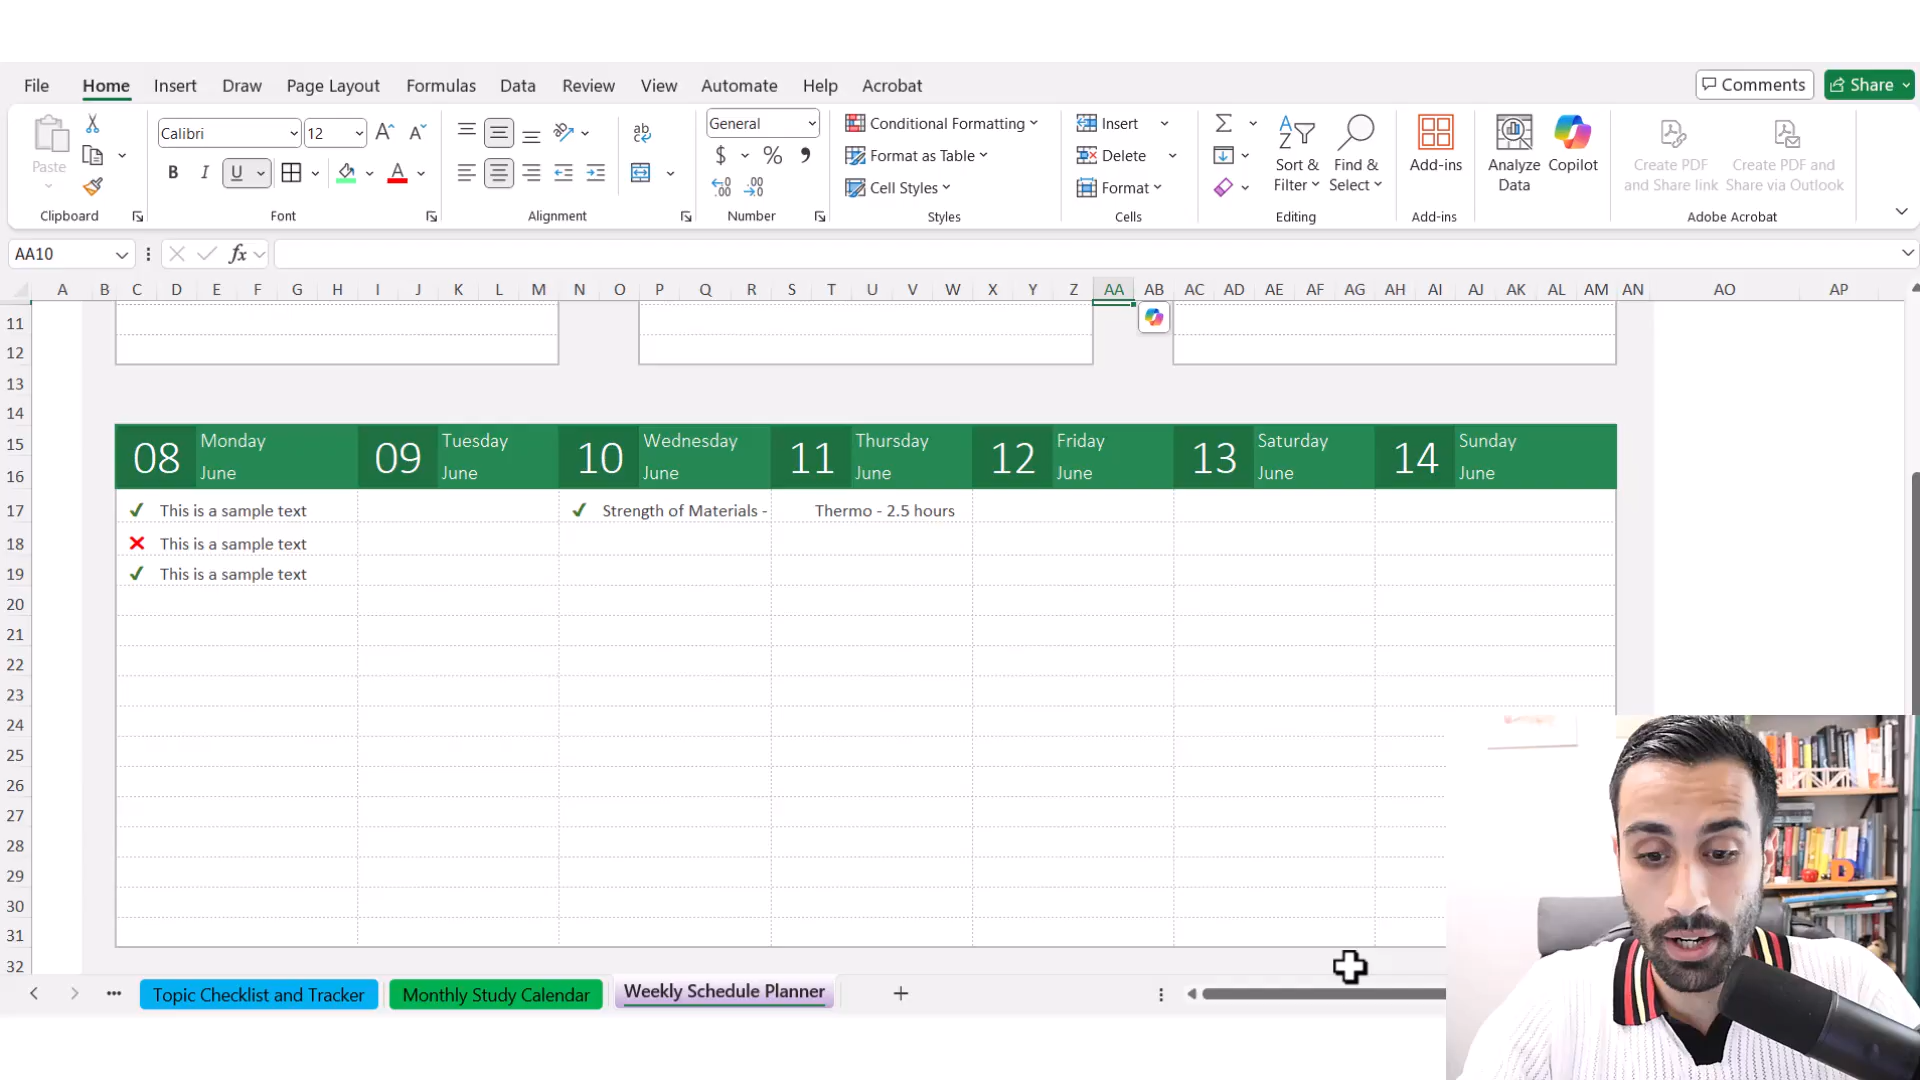 File Home Insert Draw Page Layout Formulas Data Review View Automate Help Acrobat Comments Share
Paste
Clipboard
Calibri 12
B I U
Font
Alignment
General
$ %
Number
Conditional Formatting
Format as Table
Cell Styles
Styles
Insert
Delete
Format
Cells
Sort & Filter
Find & Select
Editing
Add-ins
Add-ins
Analyze Data
Copilot
Create PDF and Share link
Create PDF and Share via Outlook
Adobe Acrobat
AA10 fx
A B C D E F G H I J K L M N O P Q R S T U V W X Y Z AA AB AC AD AE AF AG AH AI AJ AK AL AM AN AO AP
11
12
13
14
15 08 Monday 09 Tuesday 10 Wednesday 11 Thursday 12 Friday 13 Saturday 14 Sunday
16 June June June June June June June
17 This is a sample text Strength of Materials - Thermo - 2.5 hours
18 This is a sample text
19 This is a sample text
20
21
22
23
24
25
26
27
28
29
30
31
32
Topic Checklist and Tracker Monthly Study Calendar Weekly Schedule Planner